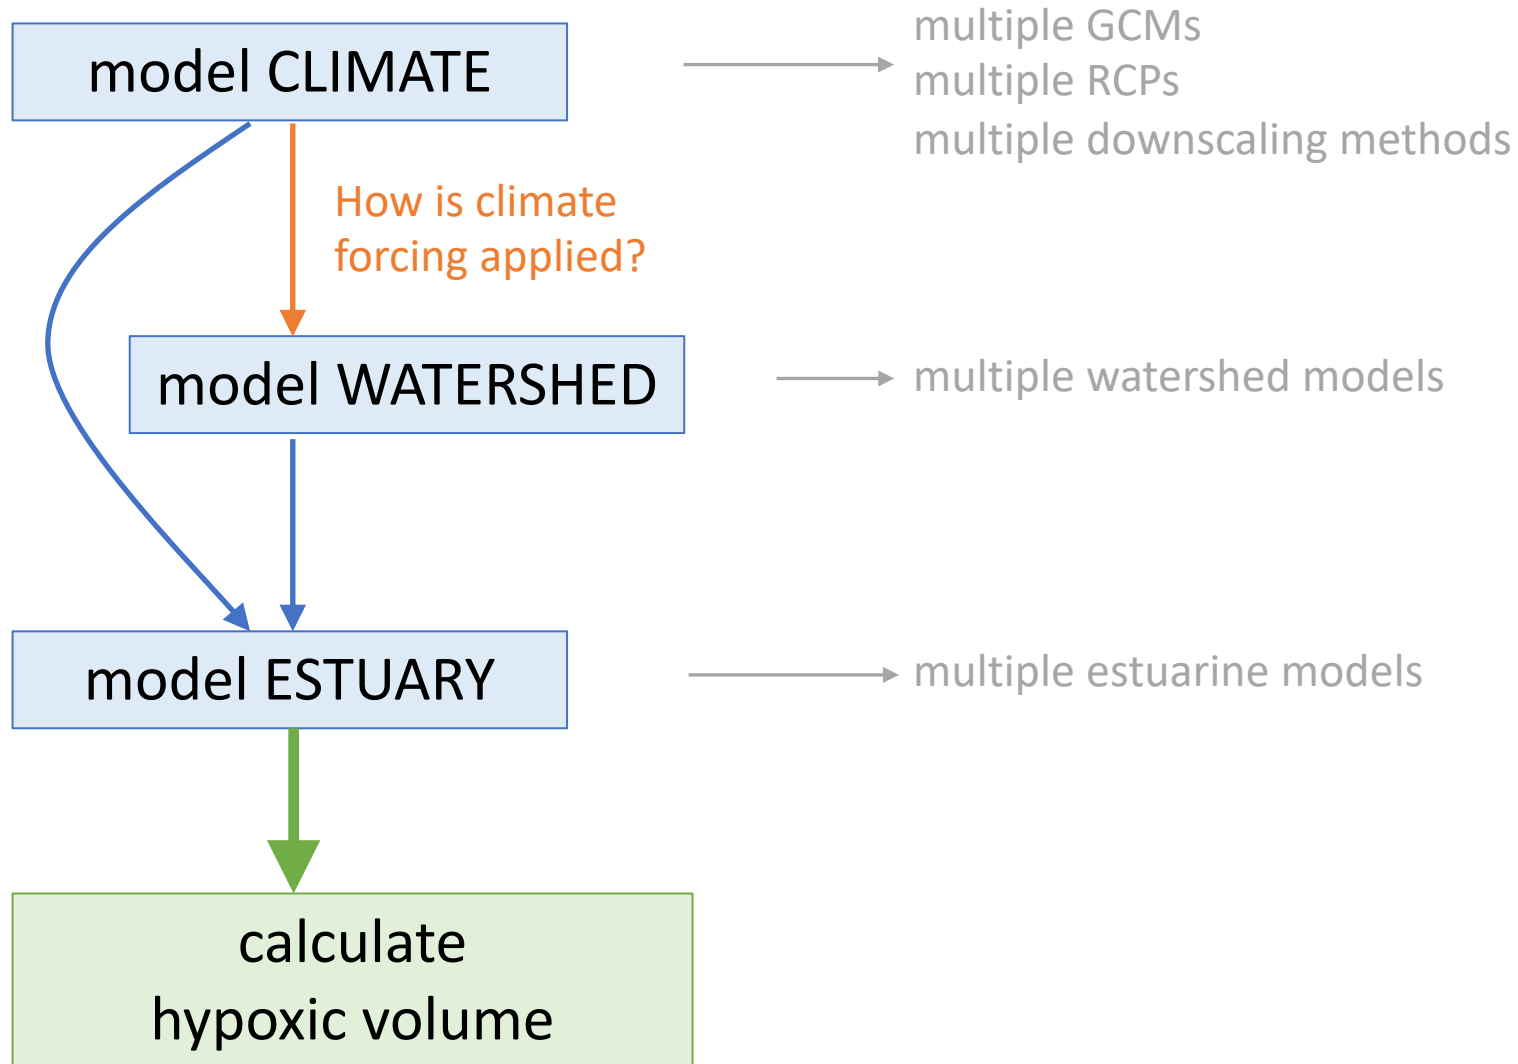 model CLIMATE
multiple GCMs
multiple RCPs
multiple downscaling methods
How is climate
forcing applied?
model WATERSHED
multiple watershed models
model ESTUARY
multiple estuarine models
calculate
hypoxic volume